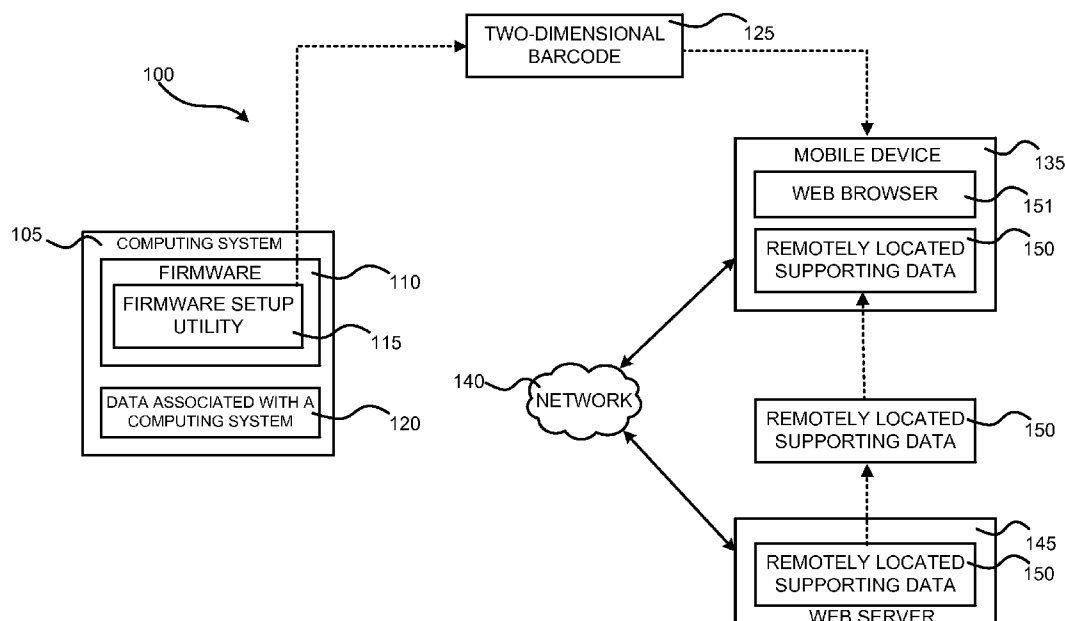 TWO-DIMENSIONAL
BARCODE
125
100
MOBILE DEVICE
135
WEB BROWSER
151
REMOTELY LOCATED
SUPPORTING DATA
150
105
COMPUTING SYSTEM
FIRMWARE
110
FIRMWARE SETUP
UTILITY
115
DATA ASSOCIATED WITH A
COMPUTING SYSTEM
120
140
NETWORK
REMOTELY LOCATED
SUPPORTING DATA
150
145
REMOTELY LOCATED
SUPPORTING DATA
150
WEB SERVER